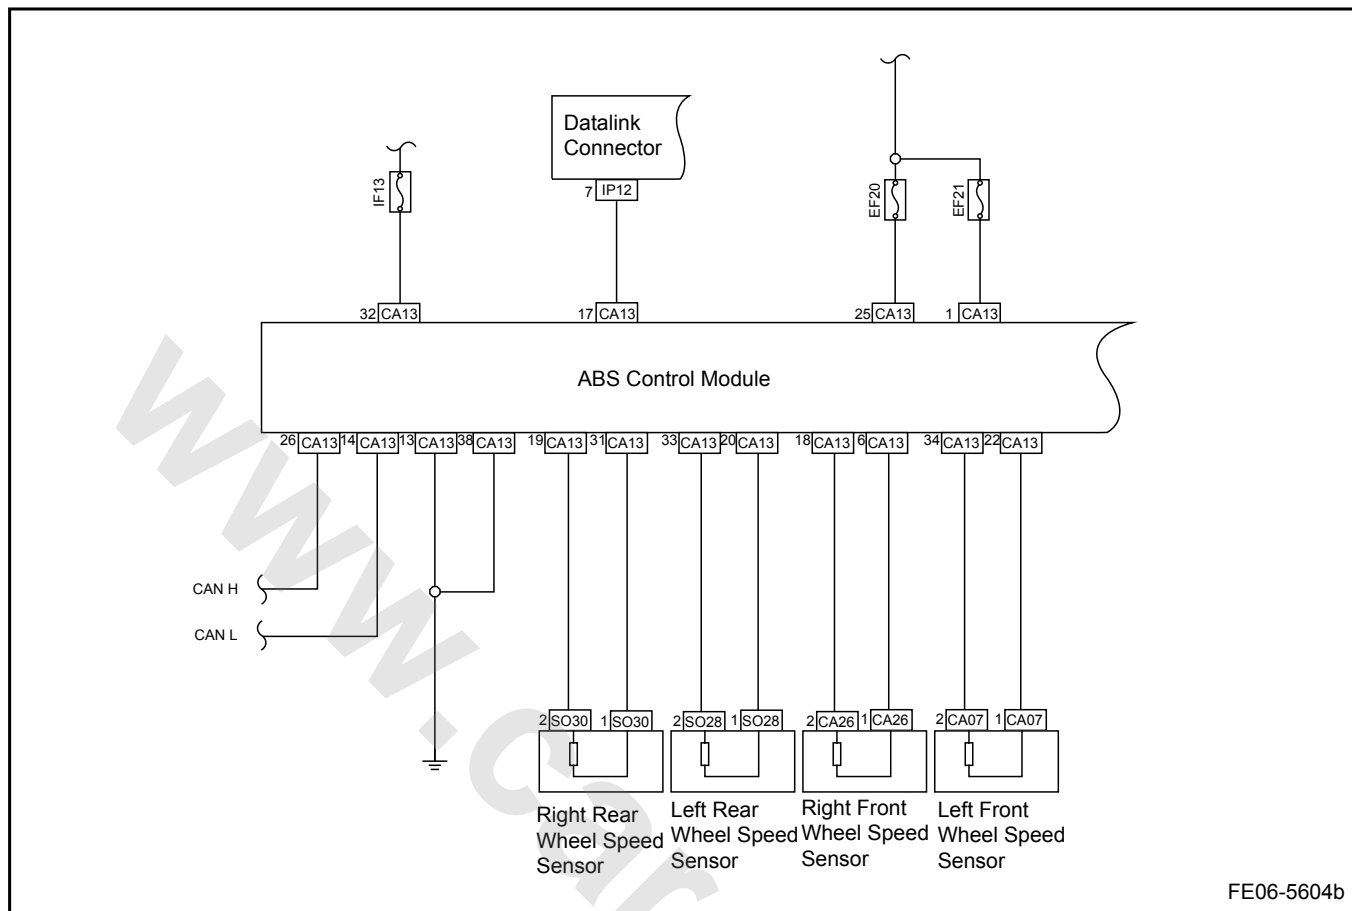 Datalink
Connector
7 IP12
IF13
EF20
EF21
32 CA13
17 CA13
25 CA13
1 CA13
ABS Control Module
26 CA13 14 CA13 13 CA13 38 CA13 19 CA13 31 CA13 33 CA13 20 CA13 18 CA13 6 CA13 34 CA13 22 CA13
CAN H
CAN L
2 SO30 1 SO30 2 SO28 1 SO28 2 CA26 1 CA26 2 CA07 1 CA07
Right Rear
Wheel Speed
Sensor
Left Rear
Wheel Speed
Sensor
Right Front
Wheel Speed
Sensor
Left Front
Wheel Speed
Sensor
FE06-5604b
www.car